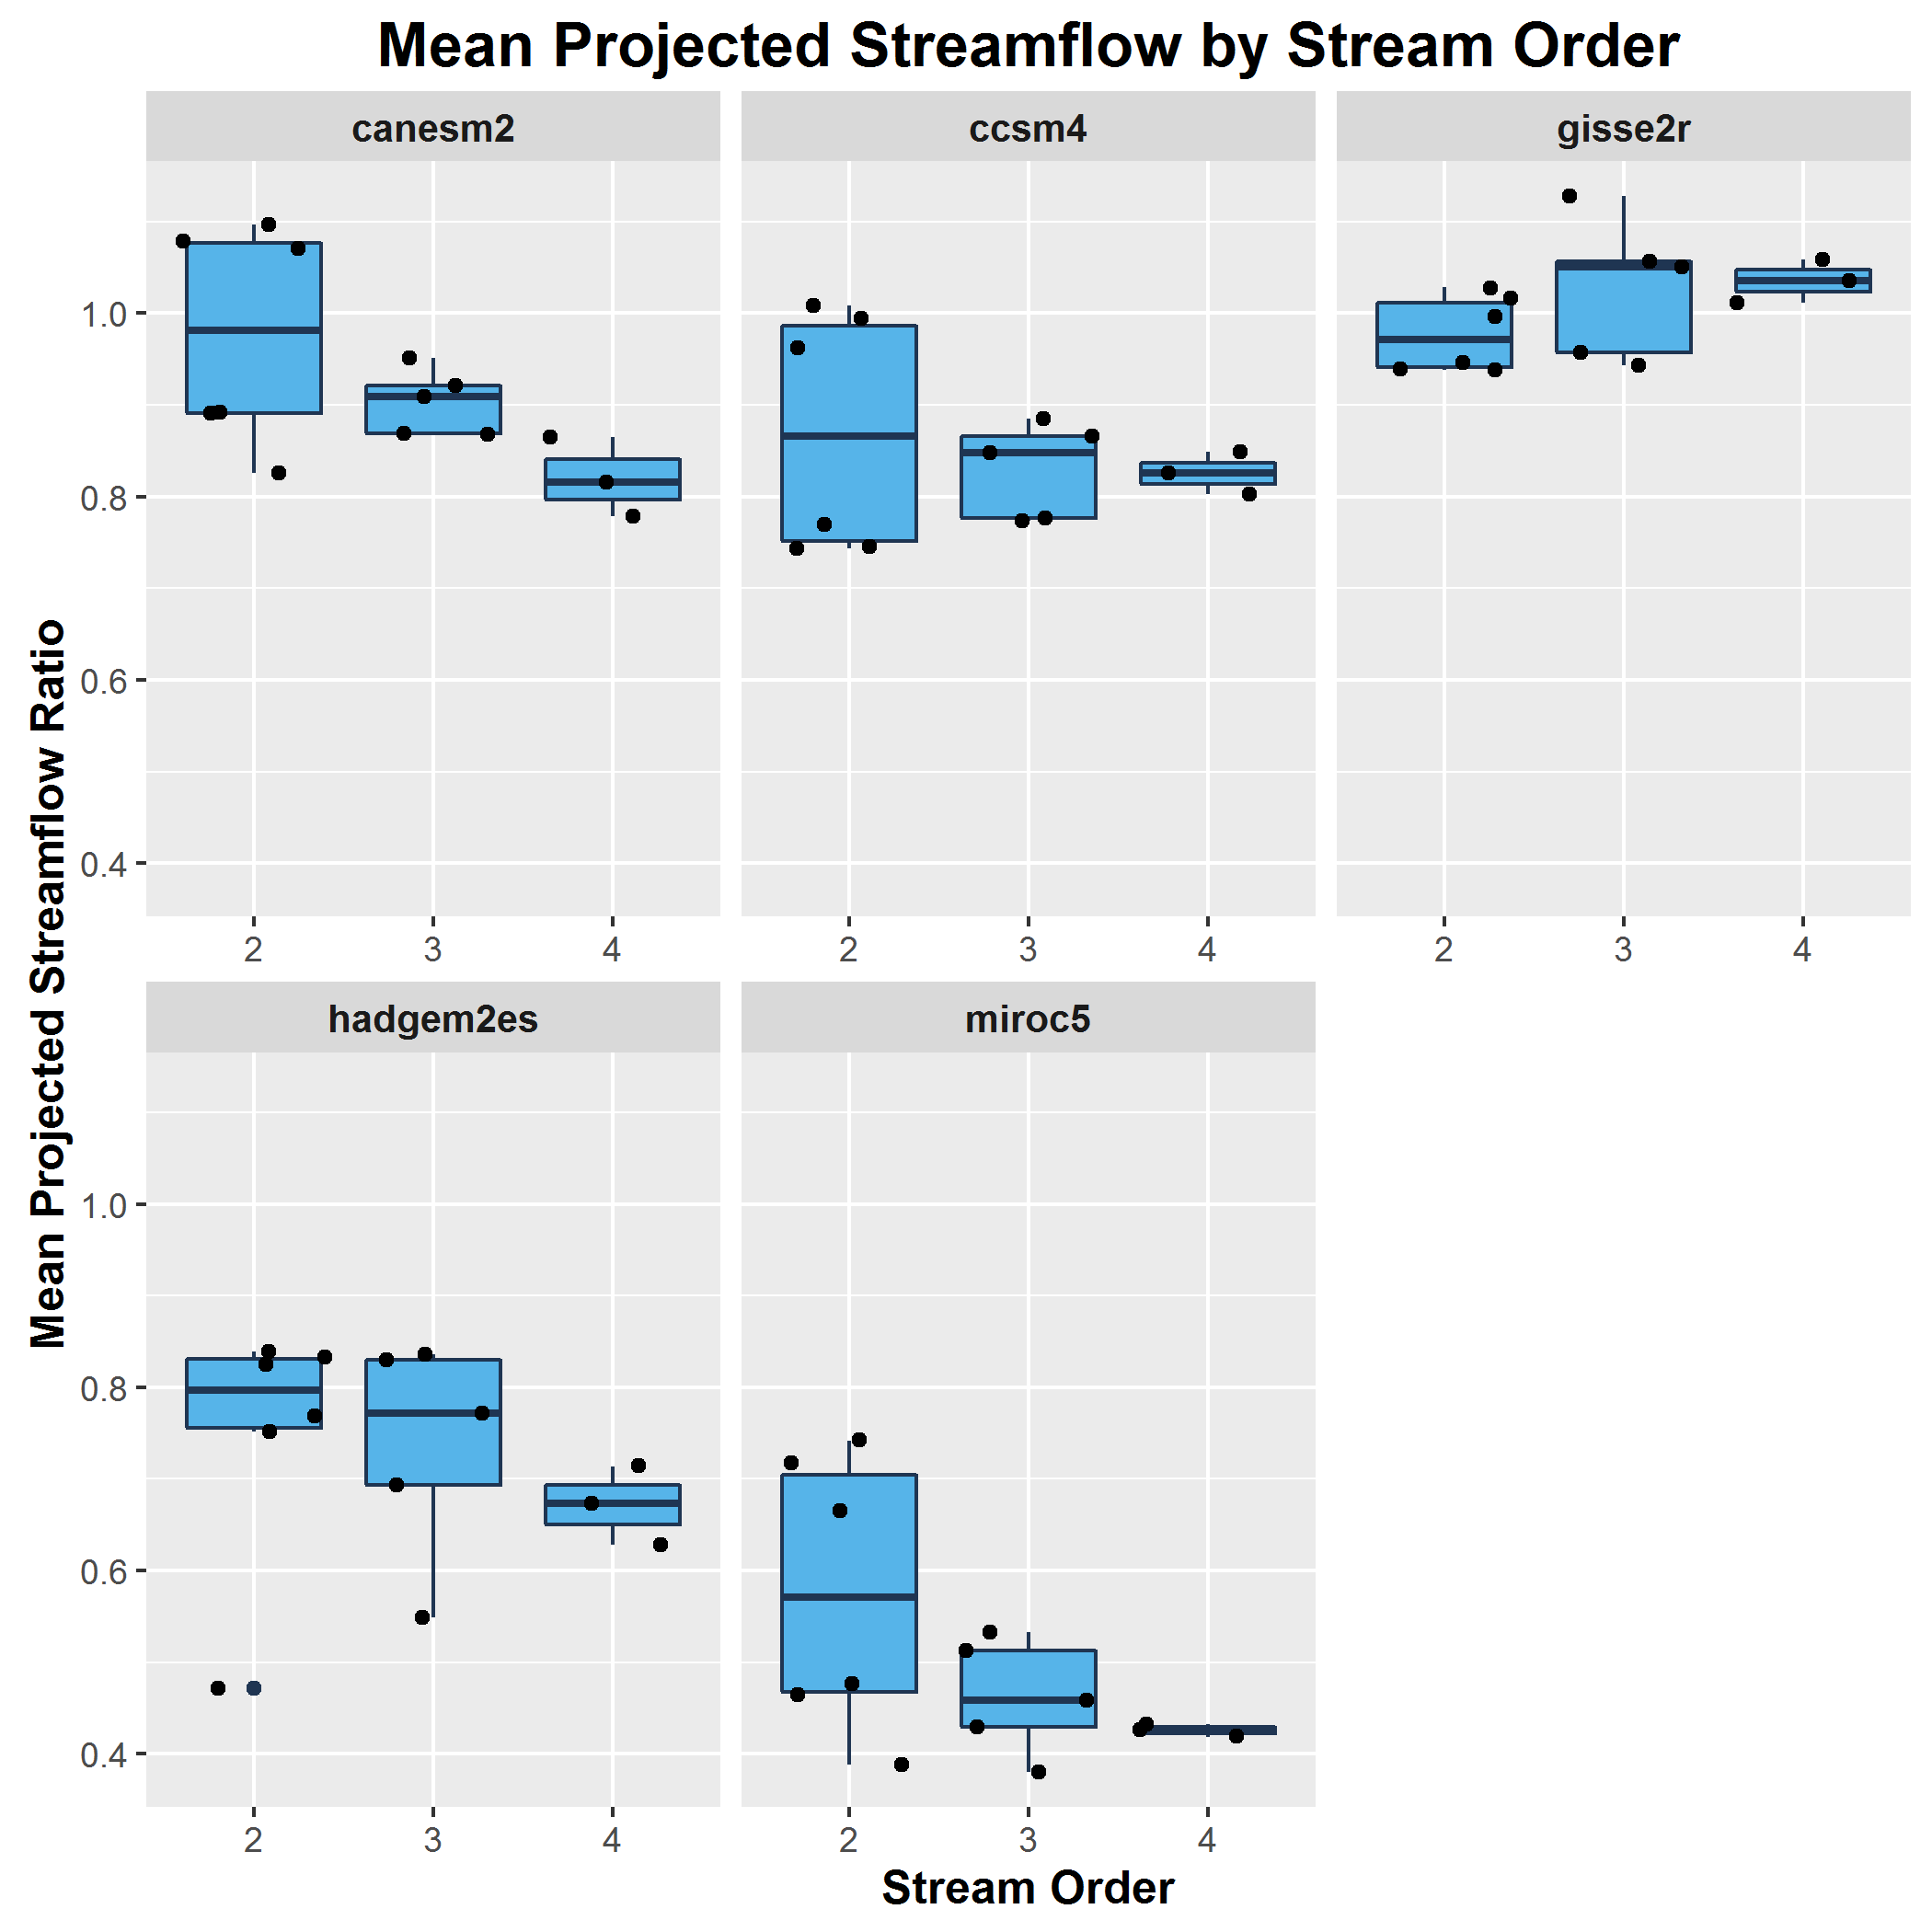 Mean Projected Streamflow by Stream Order
canesm2
ccsm4
gisse2r
Mean Projected Streamflow Ratio
1.0
0.8
0.6
0.4
2 3 4
2 3 4
2 3 4
hadgem2es
miroc5
1.0
0.8
0.6
0.4
2 3 4
2 3 4
Stream Order